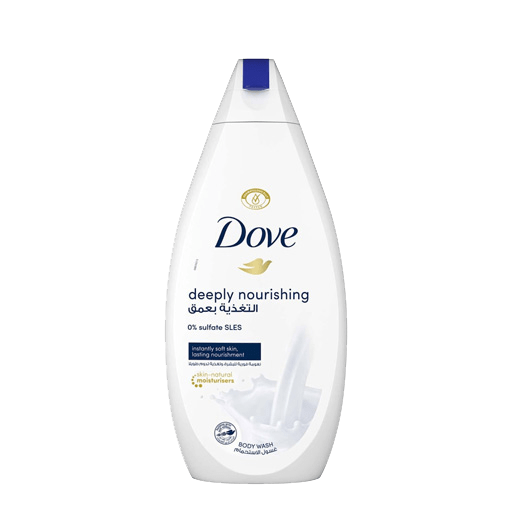 Dove
deeply nourishing
التغذية بعمق
0% sulfate SLES
instantly soft skin,
lasting nourishment
skin-natural
moisturisers
BODY WASH
غسول الاستحمام